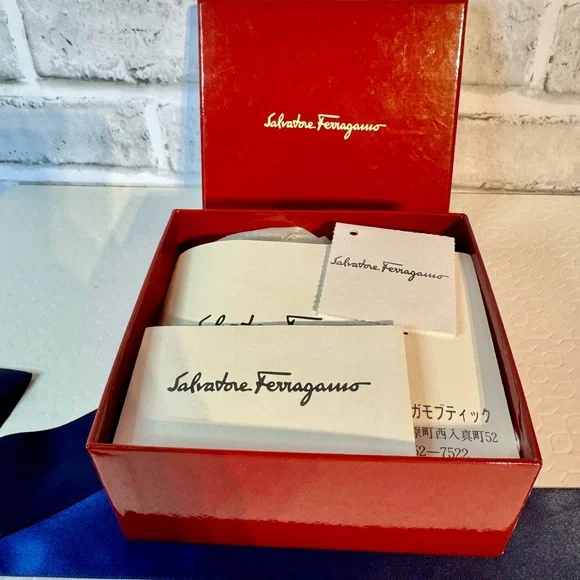 Salvatore Ferragamo
Salvatore Ferragamo
Salvatore Ferragamo
ガモブティック
町西入真町52
52-7522